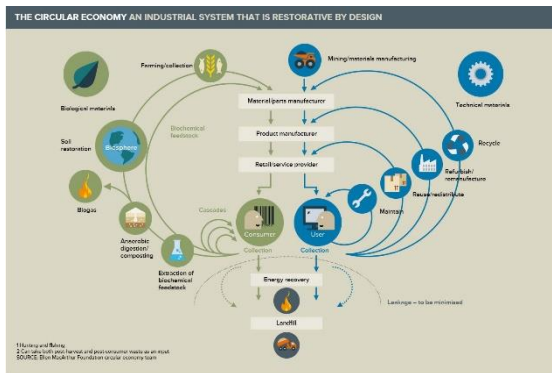 THE CIRCULAR ECONOMY AN INDUSTRIAL SYSTEM THAT IS RESTORATIVE BY DESIGN
Farming/collection
Mining/materials manufacturing
Biological materials
Technical materials
Material/parts manufacturer
Biochemical
feedstock
Product manufacturer
Recycle
Soil
restoration
Biosphere
Retail/service provider
Refurbish/
remanufacture
Reuse/redistribute
Biogas
Maintain
Cascades
Consumer
User
Anaerobic
digestion/
composting
Collection
Collection
Extraction of
biochemical
feedstock
Energy recovery
Leakage – to be minimised
Landfill
1 Hunting and fishing
2 Can take both post harvest and post consumer waste as an input
SOURCE: Ellen MacArthur Foundation circular economy team